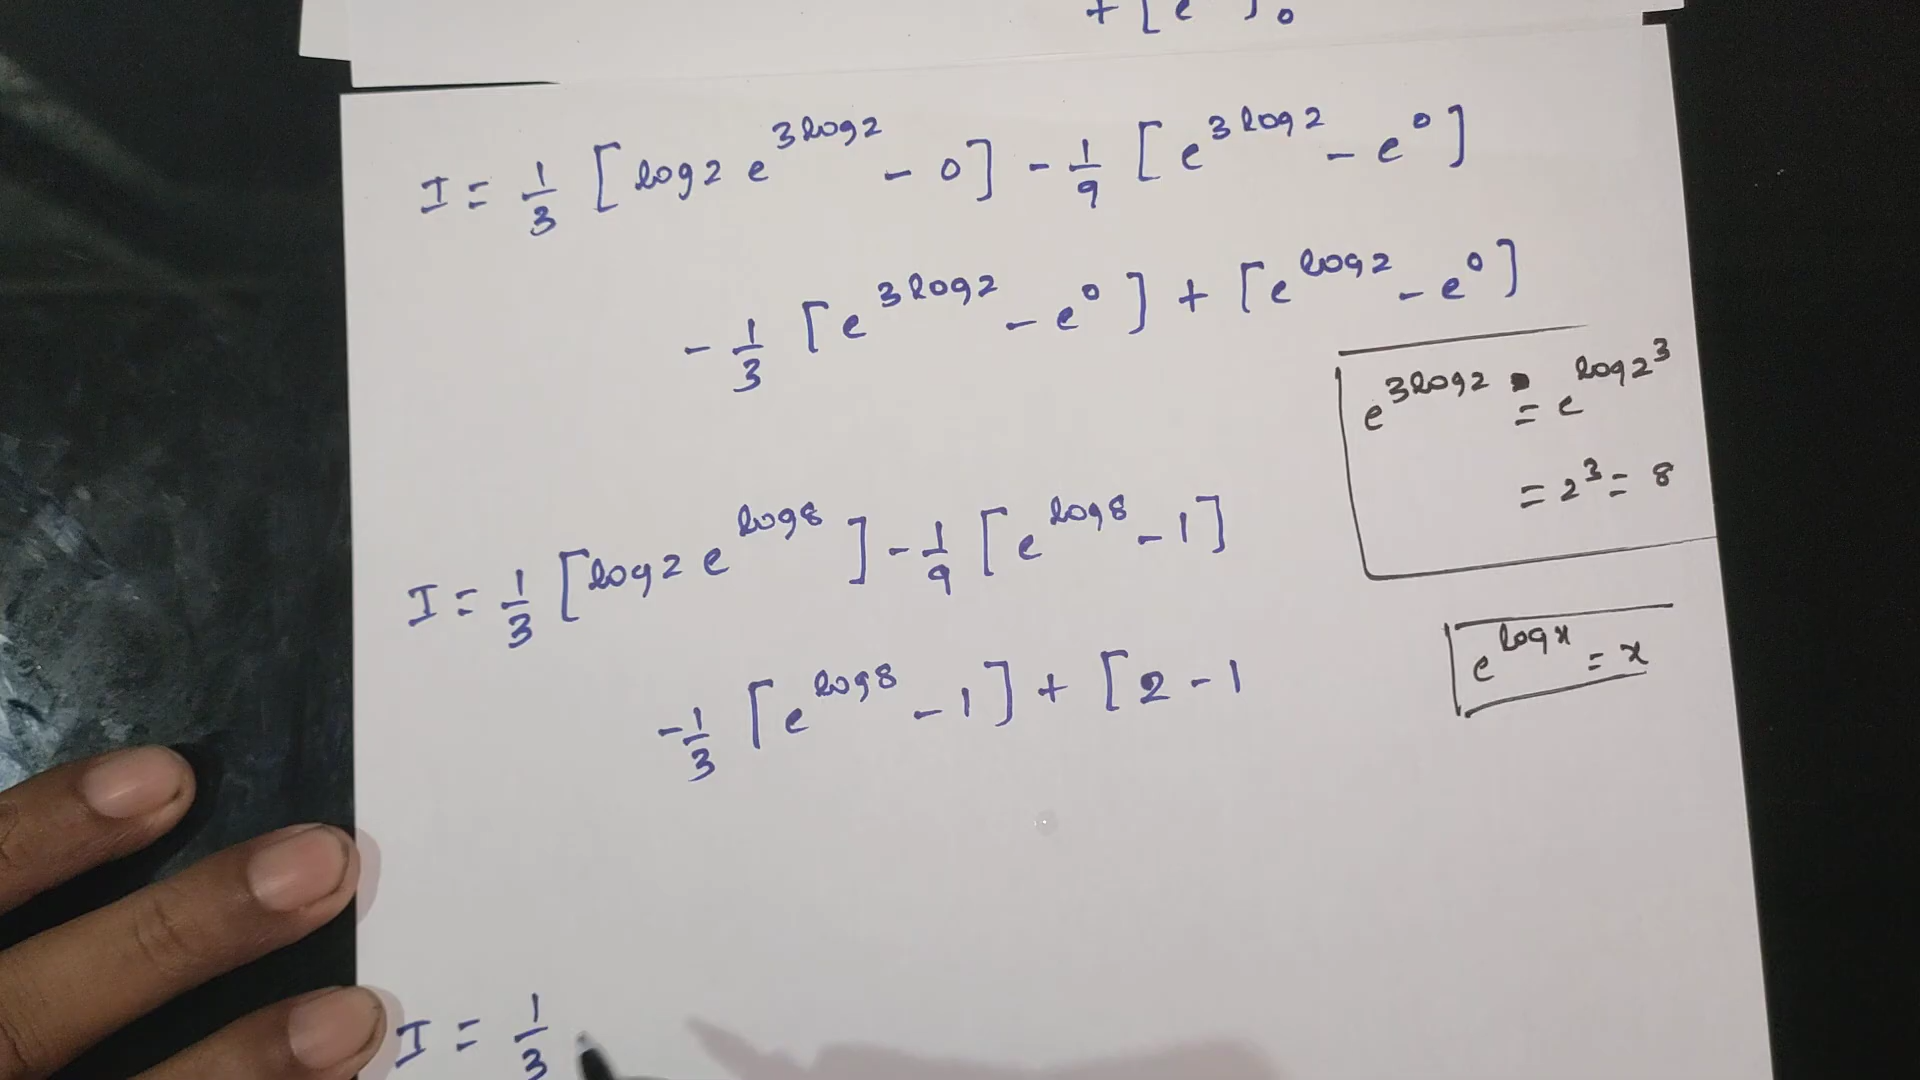 + [e ]₀
I = 1/3 [log2 e^{3log2} - 0] - 1/9 [e^{3log2} - e^0]
- 1/3 [e^{3log2} - e^0] + [e^{log2} - e^0]
e^{3log2} = e^{log2^3}
= 2^3 = 8
I = 1/3 [log2 e^{log8}] - 1/9 [e^{log8} - 1]
- 1/3 [e^{log8} - 1] + [2 - 1
e^{logx} = x
I = 1/3